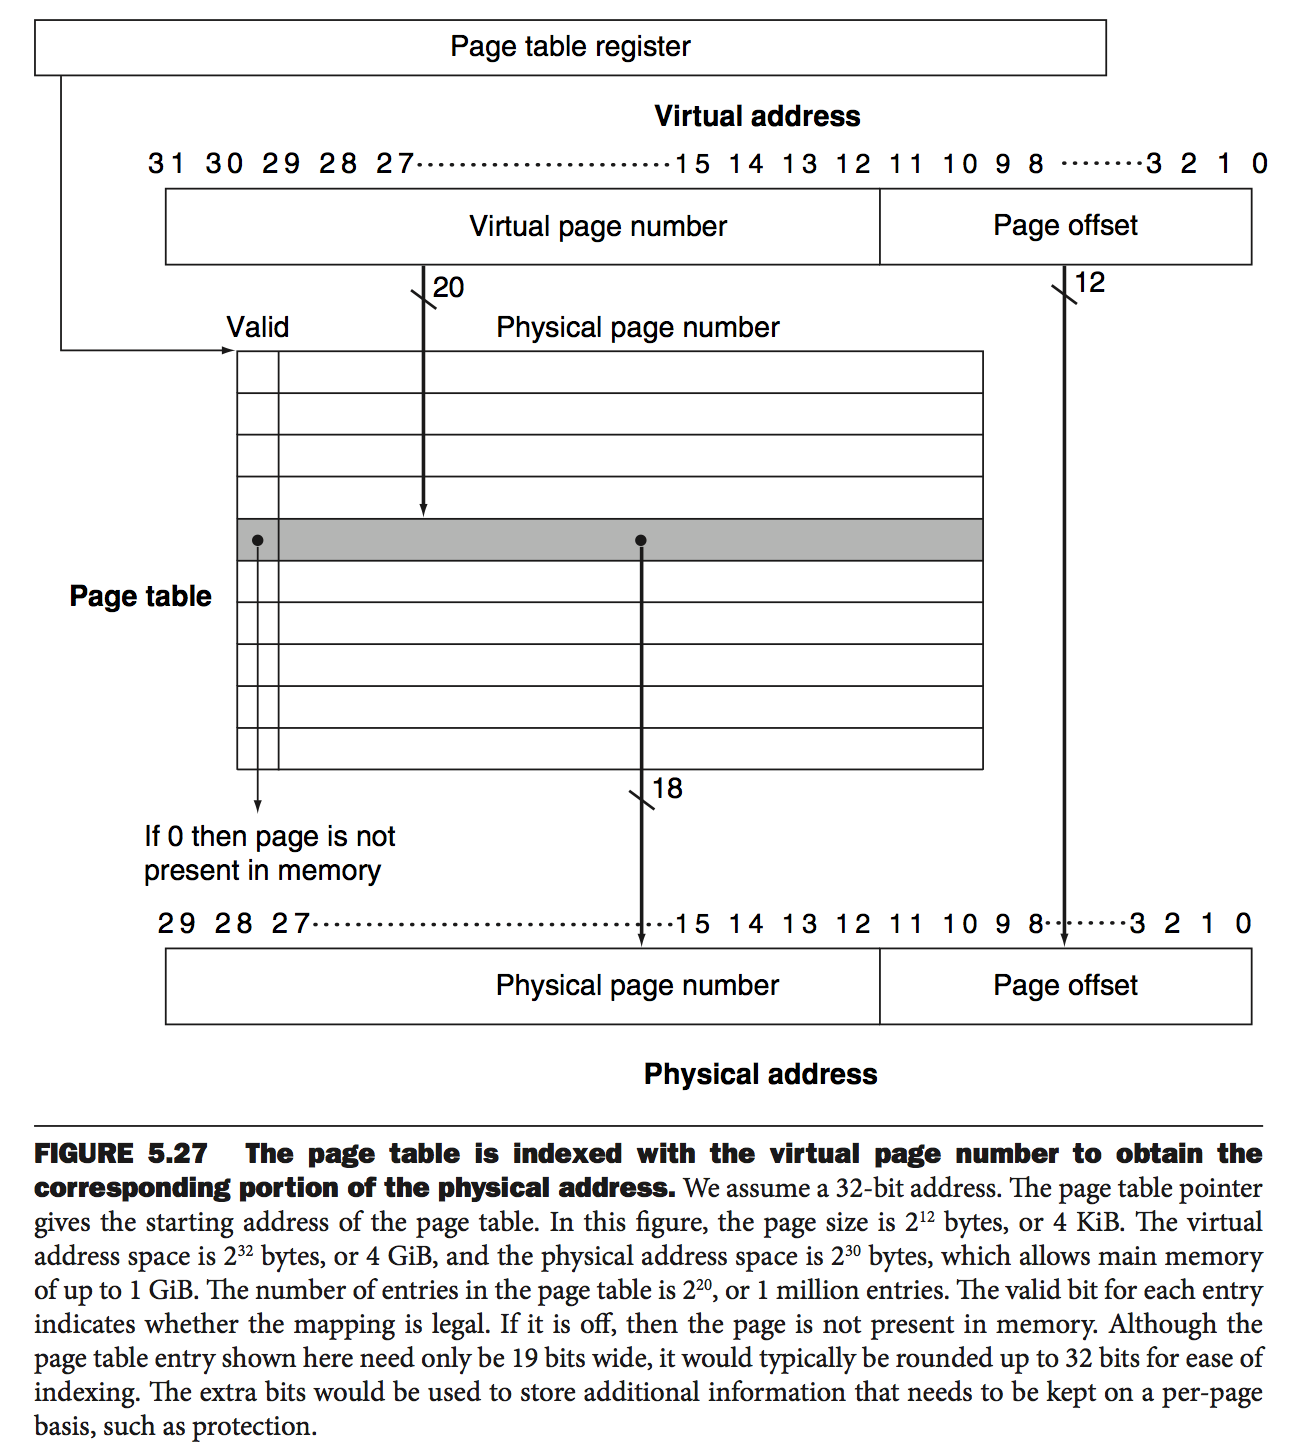 Page table register
Virtual address
31 30 29 28 27························15 14 13 12 11 10 9 8 ········3 2 1 0
Virtual page number Page offset
20 12
Valid Physical page number
Page table
18
If 0 then page is not
present in memory
29 28 27··································15 14 13 12 11 10 9 8········3 2 1 0
Physical page number Page offset
Physical address
FIGURE 5.27 The page table is indexed with the virtual page number to obtain the
corresponding portion of the physical address. We assume a 32-bit address. The page table pointer
gives the starting address of the page table. In this figure, the page size is 2¹² bytes, or 4 KiB. The virtual
address space is 2³² bytes, or 4 GiB, and the physical address space is 2³⁰ bytes, which allows main memory
of up to 1 GiB. The number of entries in the page table is 2²⁰, or 1 million entries. The valid bit for each entry
indicates whether the mapping is legal. If it is off, then the page is not present in memory. Although the
page table entry shown here need only be 19 bits wide, it would typically be rounded up to 32 bits for ease of
indexing. The extra bits would be used to store additional information that needs to be kept on a per-page
basis, such as protection.